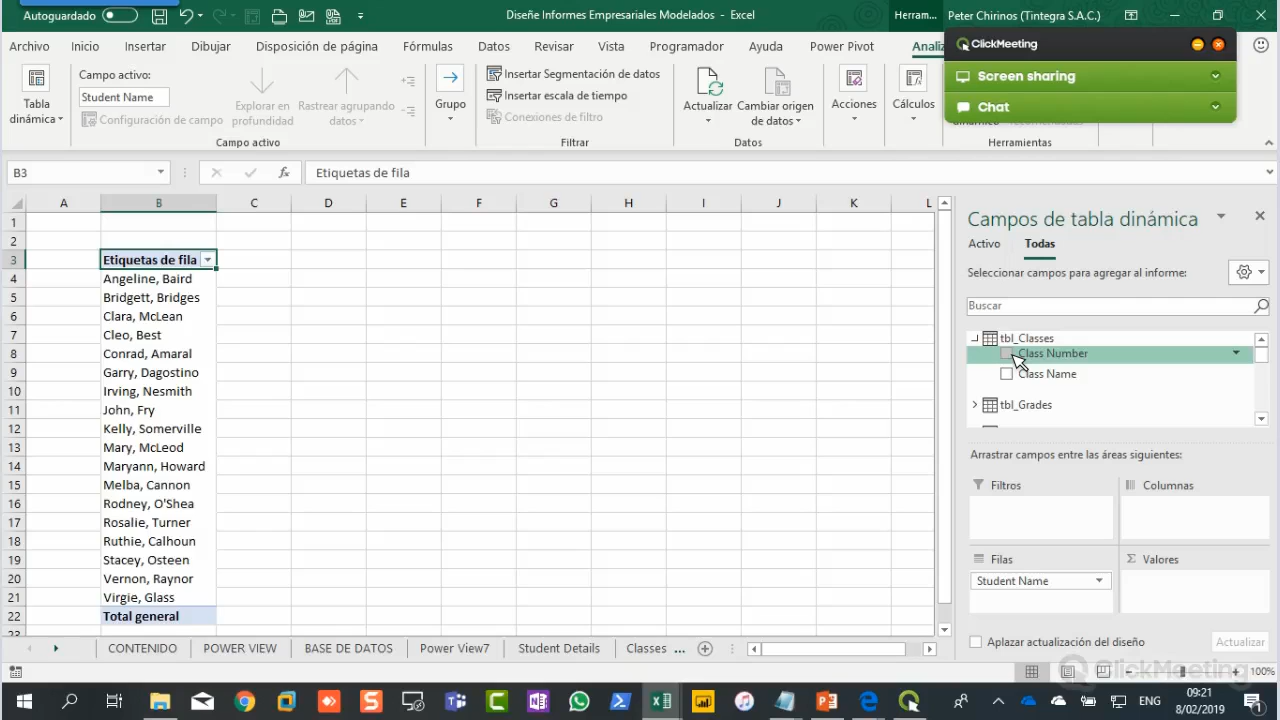 Autoguardado
Diseño Informes Empresariales Modelados - Excel
Herram...
Peter Chirinos (Tintegra S.A.C.)
Archivo Inicio Insertar Dibujar Disposición de página Fórmulas Datos Revisar Vista Programador Ayuda Power Pivot Analiz
ClickMeeting
Screen sharing
Chat
Tabla dinámica
Campo activo:
Student Name
Configuración de campo
Explorar en profundidad
Rastrear agrupando datos
Campo activo
Grupo
Insertar Segmentación de datos
Insertar escala de tiempo
Conexiones de filtro
Filtrar
Actualizar
Cambiar origen de datos
Datos
Acciones
Cálculos
Herramientas
B3
fx
Etiquetas de fila
A B C D E F G H I J K L
1
2
3 Etiquetas de fila
4 Angeline, Baird
5 Bridgett, Bridges
6 Clara, McLean
7 Cleo, Best
8 Conrad, Amaral
9 Garry, Dagostino
10 Irving, Nesmith
11 John, Fry
12 Kelly, Somerville
13 Mary, McLeod
14 Maryann, Howard
15 Melba, Cannon
16 Rodney, O'Shea
17 Rosalie, Turner
18 Ruthie, Calhoun
19 Stacey, Osteen
20 Vernon, Raynor
21 Virgie, Glass
22 Total general
23
Campos de tabla dinámica
Activo Todas
Seleccionar campos para agregar al informe:
Buscar
tbl_Classes
Class Number
Class Name
tbl_Grades
Arrastrar campos entre las áreas siguientes:
Filtros
Columnas
Filas
Σ Valores
Student Name
Aplazar actualización del diseño
Actualizar
CONTENIDO POWER VIEW BASE DE DATOS Power View7 Student Details Classes ...
ClickMeeting
100%
ENG
09:21
8/02/2019
1